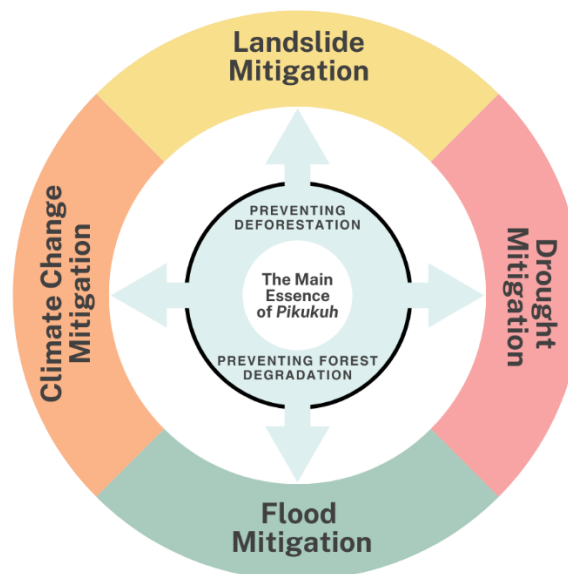 Landslide
Mitigation
Climate Change
Mitigation
PREVENTING
DEFORESTATION
The Main
Essence
of Pikukuh
PREVENTING FOREST
DEGRADATION
Drought
Mitigation
Flood
Mitigation